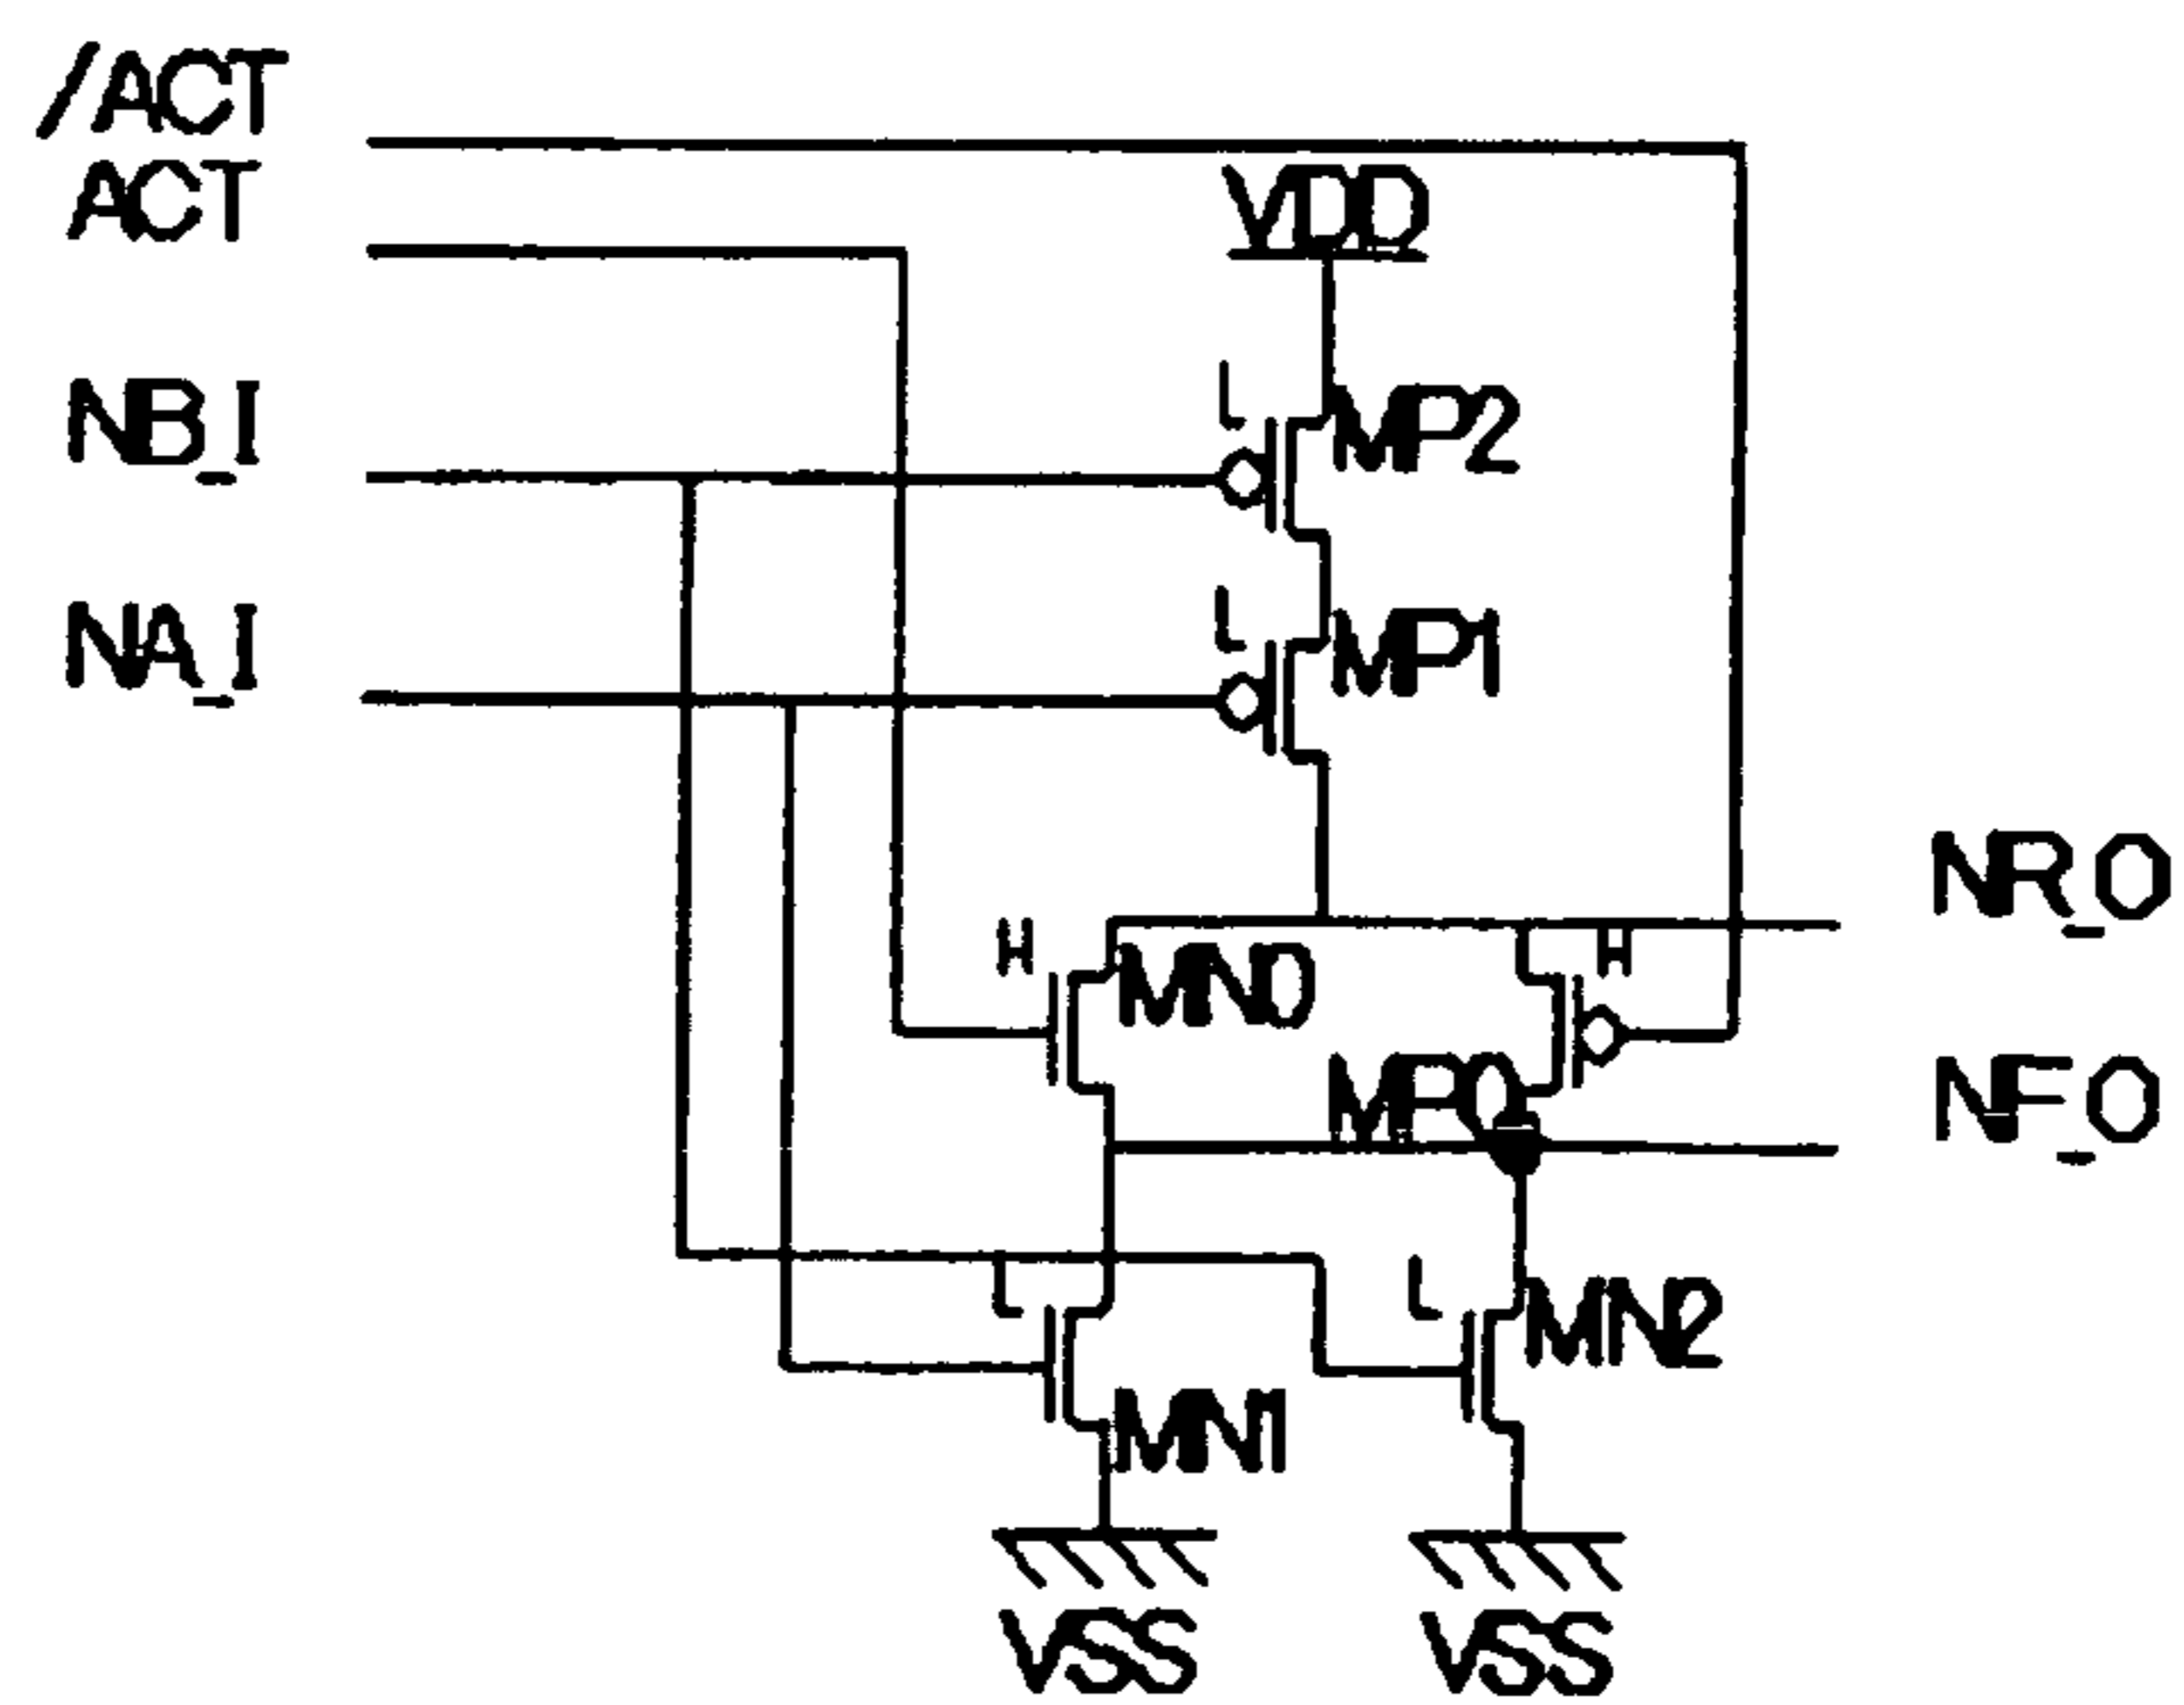 /ACT
ACT
VDD
NB_I
L
MP2
NA_I
L
MP1
NR_O
H
MN0
H
MP0
NF_O
L
L
MN2
MN1
VSS
VSS